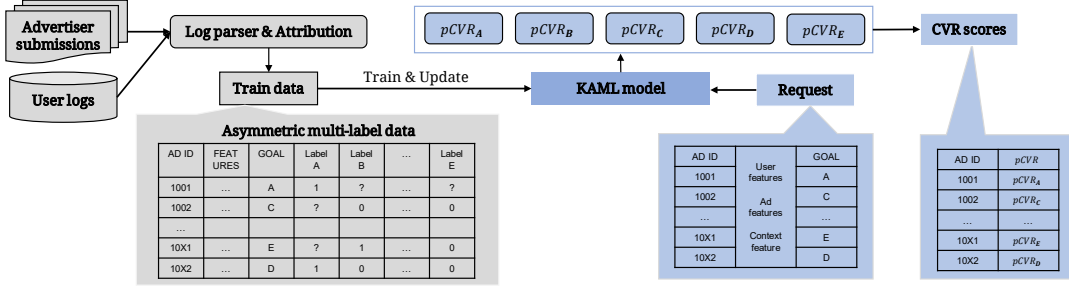 Advertiser
submissions
User logs
Log parser & Attribution
Train data
Train & Update
pCVR_A
pCVR_B
pCVR_C
pCVR_D
pCVR_E
KAML model
Request
CVR scores
Asymmetric multi-label data
AD ID FEAT GOAL Label Label … Label
URES A B E
1001 … A 1 ? … ?
1002 … C ? 0 … 0
…
10X1 … E ? 1 … 0
10X2 … D 1 0 … 0
AD ID GOAL
1001 A
1002 C
… …
10X1 E
10X2 D
User
features
Ad
features
Context
feature
AD ID pCVR
1001 pCVR_A
1002 pCVR_C
… …
10X1 pCVR_E
10X2 pCVR_D